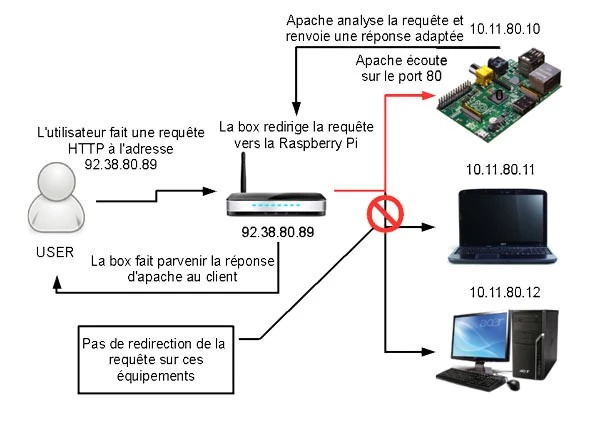 Apache analyse la requête et
renvoie une réponse adaptée
10.11.80.10
Apache écoute
sur le port 80
L'utilisateur fait une requête
HTTP à l'adresse
92.38.80.89
La box redirige la requête
vers la Raspberry Pi
10.11.80.11
USER
92.38.80.89
La box fait parvenir la réponse
d'apache au client
10.11.80.12
Pas de redirection de la
requête sur ces
équipements
acer